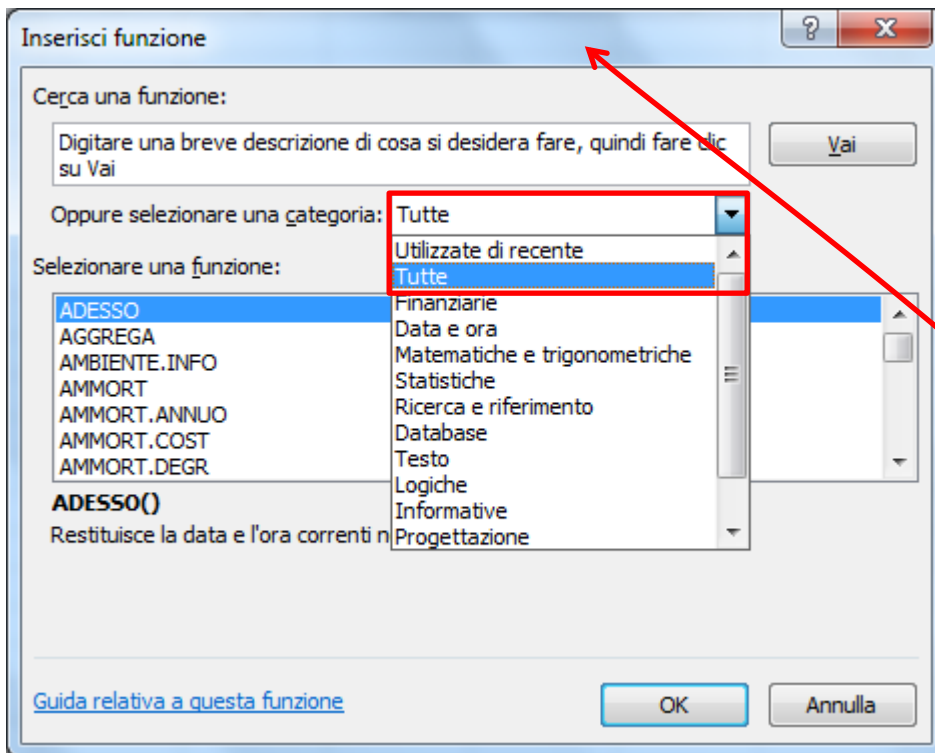 Inserisci funzione
Cerca una funzione:
Digitare una breve descrizione di cosa si desidera fare, quindi fare clic
su Vai
Vai
Oppure selezionare una categoria: Tutte
Utilizzate di recente
Tutte
Finanziarie
Data e ora
Matematiche e trigonometriche
Statistiche
Ricerca e riferimento
Database
Testo
Logiche
Informative
Progettazione
Selezionare una funzione:
ADESSO
AGGREGA
AMBIENTE.INFO
AMMORT
AMMORT.ANNUO
AMMORT.COST
AMMORT.DEGR
ADESSO()
Restituisce la data e l'ora correnti n
Guida relativa a questa funzione
OK
Annulla